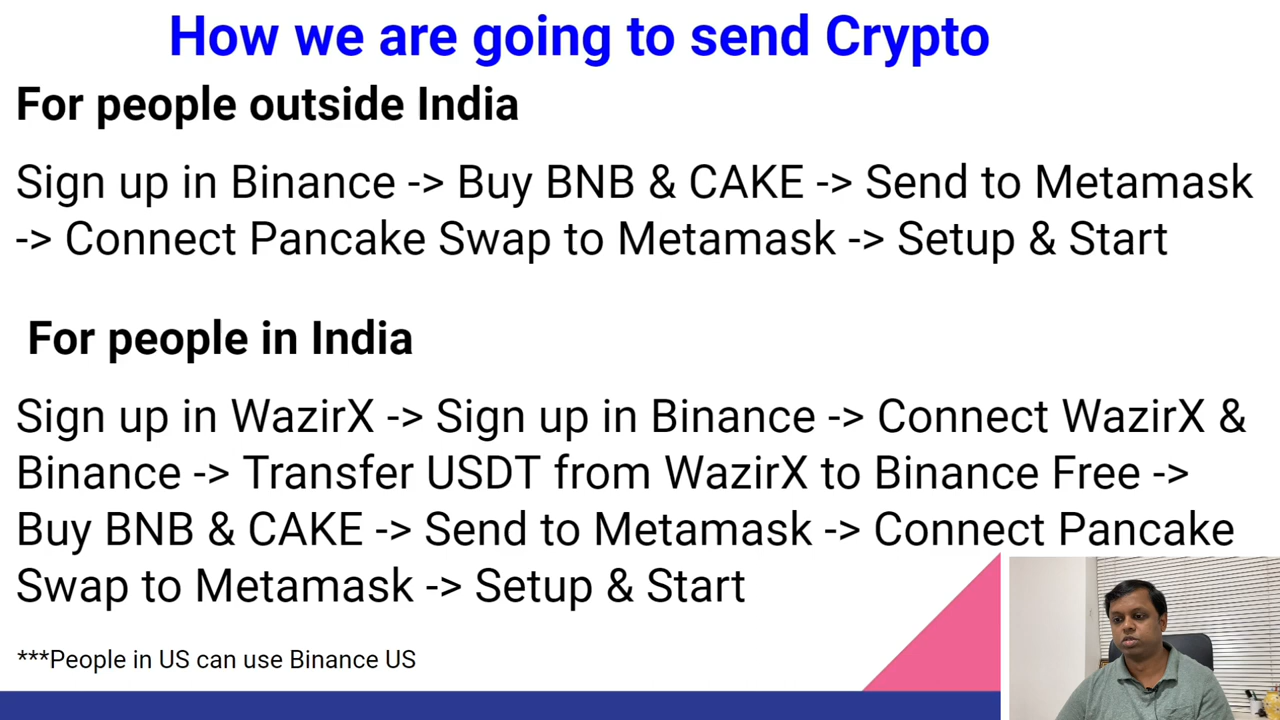 How we are going to send Crypto
For people outside India
Sign up in Binance -> Buy BNB & CAKE -> Send to Metamask
-> Connect Pancake Swap to Metamask -> Setup & Start
For people in India
Sign up in WazirX -> Sign up in Binance -> Connect WazirX &
Binance -> Transfer USDT from WazirX to Binance Free ->
Buy BNB & CAKE -> Send to Metamask -> Connect Pancake
Swap to Metamask -> Setup & Start
***People in US can use Binance US